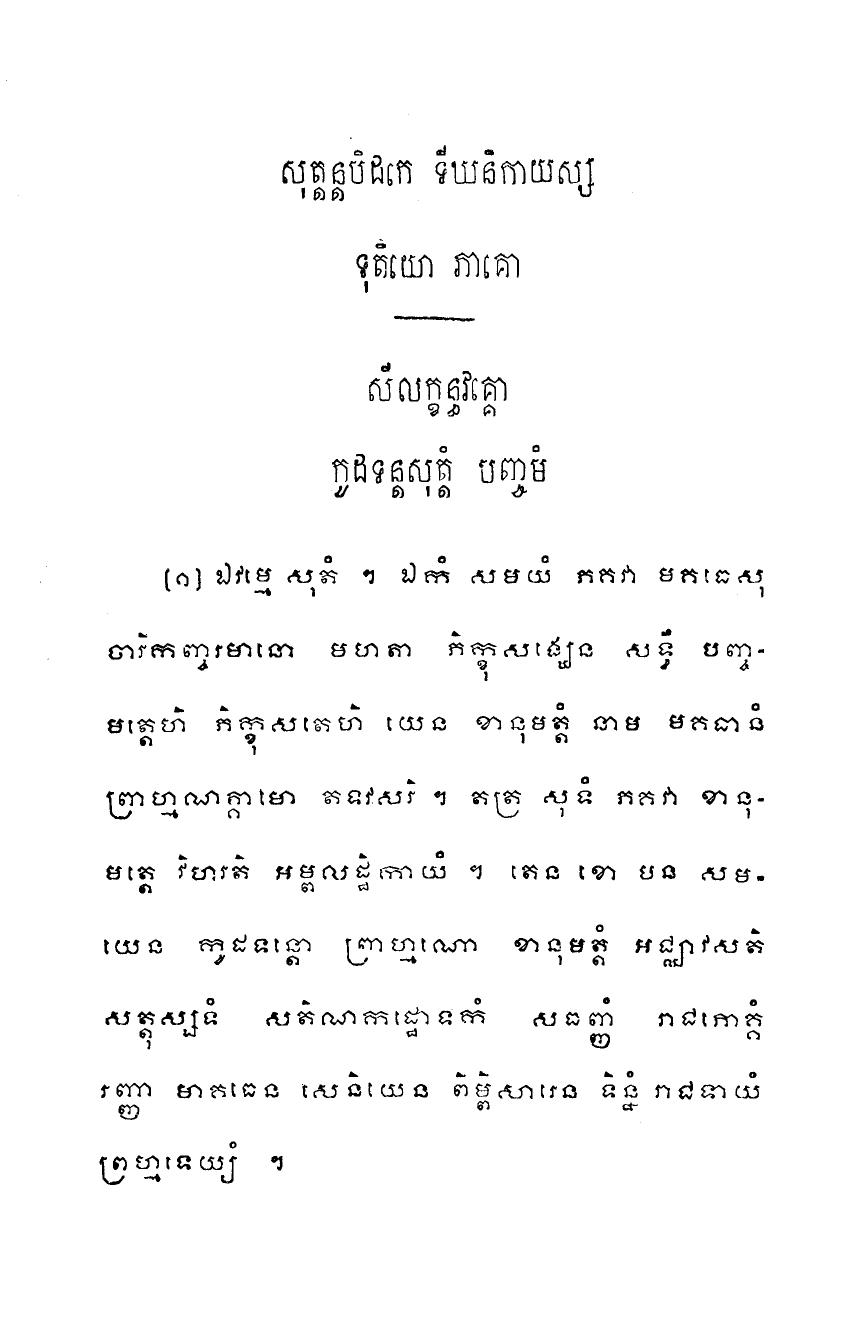 សុត្តន្តបិដកេ ទីឃនិកាយស្ស
ទុតិយោ ភាគោ
សីលក្ខន្ធវគ្គោ
កូដទន្តសុត្តំ បញ្ចមំ
(១) ឯវម្មេ សុតំ ។ ឯកំ សមយំ ភគវា មគធេសុ
ចារិកញ្ចរមានោ មហតា ភិក្ខុសង្ឃេន សទ្ធឹ បញ្ច-
មត្តេហិ ភិក្ខុសតេហិ យេន ខានុមត្តំ នាម មគធានំ
ព្រាហ្មណគ្គាមោ តទវសរិ ។ តត្រ សុទំ ភគវា ខានុ-
មត្តេ វិហរតិ អម្ពលដ្ឋិកាយំ ។ តេន ខោ បន សម-
យេន កូដទន្តោ ព្រាហ្មណោ ខានុមត្តំ អជ្ឈាវសតិ
សត្តុស្សទំ សតិណកដ្ឋោទកំ សធញ្ញំ រាជភោគ្គំ
រញ្ញា មាគធេន សេនិយេន ពិម្ពិសារេន ទិន្នំ រាជទាយំ
ព្រហ្មទេយ្យំ ។